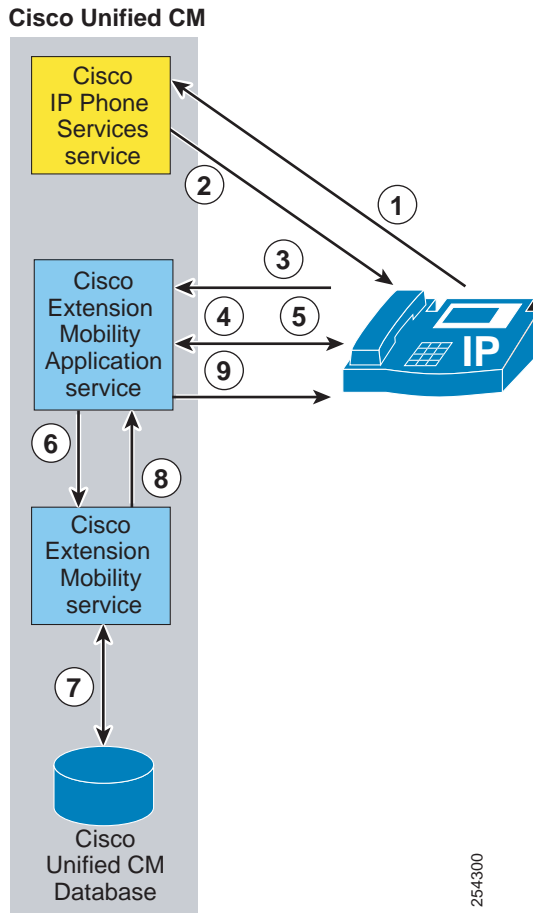 Cisco Unified CM
Cisco
IP Phone
Services
service
2
1
3
Cisco
Extension
Mobility
Application
service
4
5
IP
9
6
8
Cisco
Extension
Mobility
service
7
Cisco
Unified CM
Database
254300